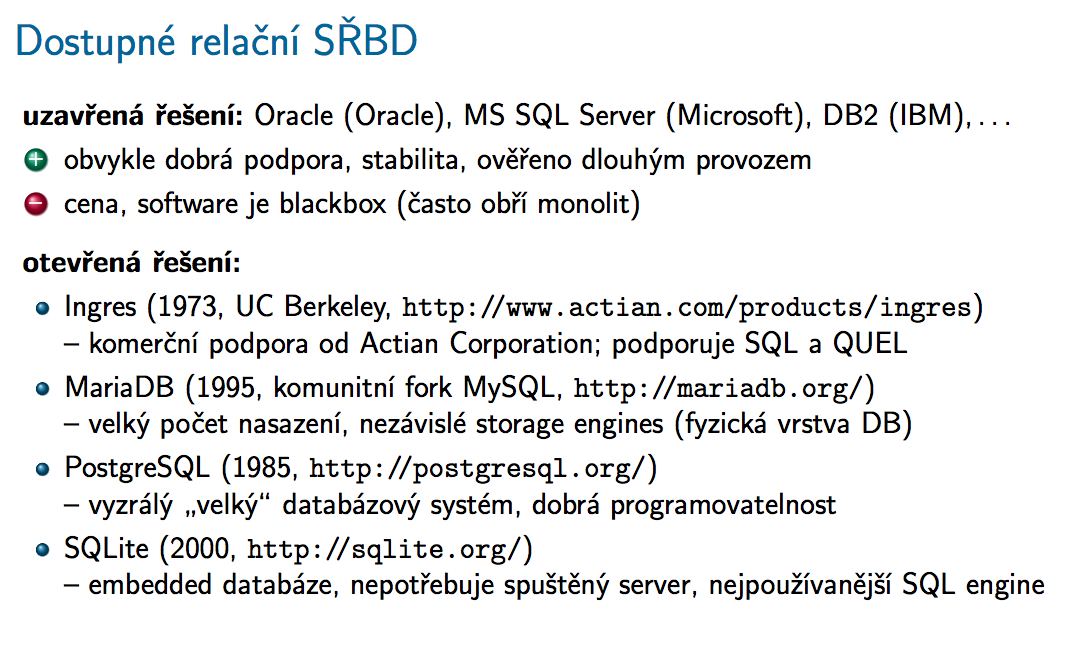 Dostupné relační SŘBD
uzavřená řešení: Oracle (Oracle), MS SQL Server (Microsoft), DB2 (IBM),...
obvykle dobrá podpora, stabilita, ověřeno dlouhým provozem
cena, software je blackbox (často obří monolit)
otevřená řešení:
Ingres (1973, UC Berkeley, http://www.actian.com/products/ingres)
– komerční podpora od Actian Corporation; podporuje SQL a QUEL
MariaDB (1995, komunitní fork MySQL, http://mariadb.org/)
– velký počet nasazení, nezávislé storage engines (fyzická vrstva DB)
PostgreSQL (1985, http://postgresql.org/)
– vyzrálý „velký“ databázový systém, dobrá programovatelnost
SQLite (2000, http://sqlite.org/)
– embedded databáze, nepotřebuje spuštěný server, nejpoužívanější SQL engine